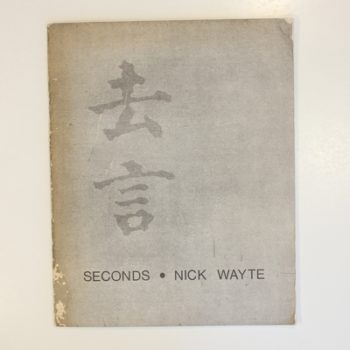 去
言
SECONDS • NICK WAYTE